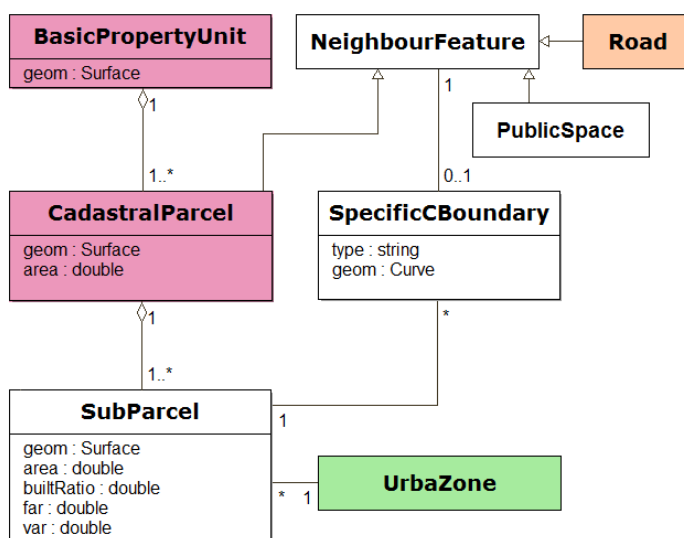 BasicPropertyUnit
geom : Surface
1
1..*
NeighbourFeature
1
0..1
Road
PublicSpace
CadastralParcel
geom : Surface
area : double
1
1..*
SpecificCBoundary
type : string
geom : Curve
*
1
SubParcel
geom : Surface
area : double
builtRatio : double
far : double
var : double
* 1
UrbaZone